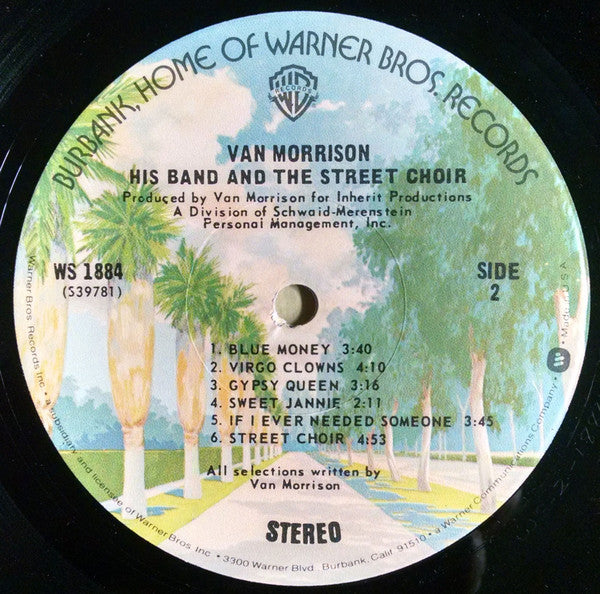 BURBANK, HOME OF WARNER BROS. RECORDS
WB
RECORDS
VAN MORRISON
HIS BAND AND THE STREET CHOIR
Produced by Van Morrison for Inherit Productions
A Division of Schwaid-Merenstein
Personal Management, Inc.
WS 1884
(S39781)
SIDE
2
1. BLUE MONEY 3:40
2. VIRGO CLOWNS 4:10
3. GYPSY QUEEN 3:16
4. SWEET JANNIE 2:11
5. IF I EVER NEEDED SOMEONE 3:45
6. STREET CHOIR 4:53
All selections written by
Van Morrison
STEREO
Warner Bros. Records Inc. • a subsidiary and licensee of Warner Bros. Inc. • 3300 Warner Blvd., Burbank, Calif. 91510 • a Warner Communications Company • Made in U.S.A.